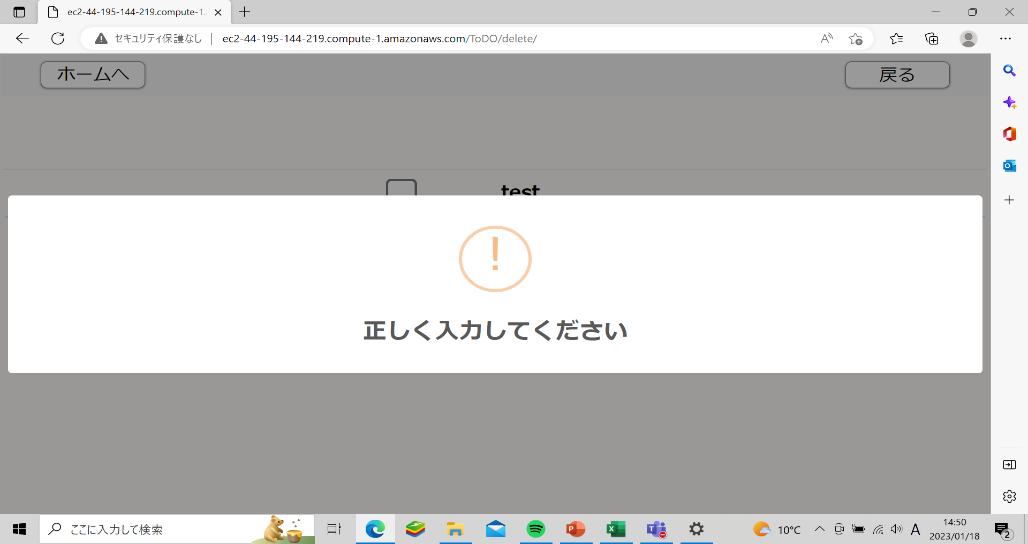 ec2-44-195-144-219.compute-1.
セキュリティ保護なし | ec2-44-195-144-219.compute-1.amazonaws.com/ToDO/delete/
ホームへ
戻る
test
!
正しく入力してください
ここに入力して検索
10°C
A
14:50
2023/01/18
2